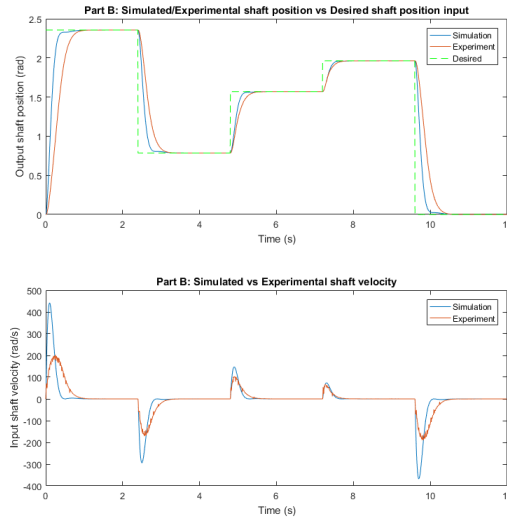 Part B: Simulated/Experimental shaft position vs Desired shaft position input
Output shaft position (rad)
2.5
2
1.5
1
0.5
0
0 2 4 6 8 10 12
Time (s)
Simulation
Experiment
Desired
Part B: Simulated vs Experimental shaft velocity
Input shaft velocity (rad/s)
500
400
300
200
100
0
-100
-200
-300
-400
0 2 4 6 8 10 12
Time (s)
Simulation
Experiment